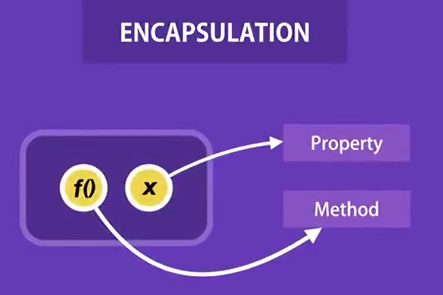 ENCAPSULATION
Property
f()
x
Method